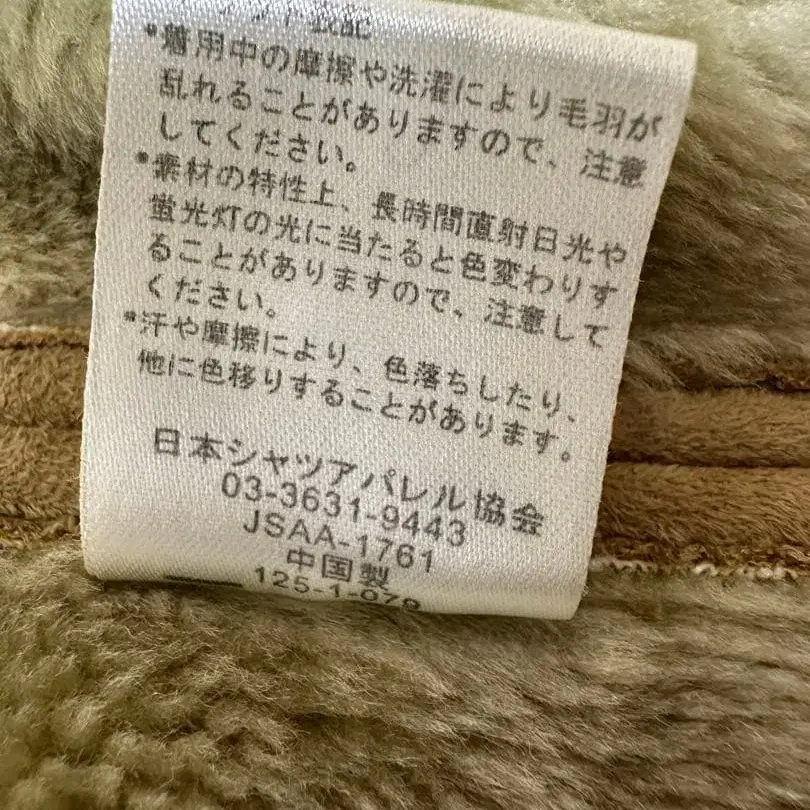 ・着用中の摩擦や洗濯により毛羽が
乱れることがありますので、注意
してください。
・素材の特性上、長時間直射日光や
蛍光灯の光に当たると色変わりす
ることがありますので、注意して
ください。
・汗や摩擦により、色落ちしたり、
他に色移りすることがあります。
日本シャツアパレル協会
03-3631-9443
JSAA-1761
中国製
125-1-079